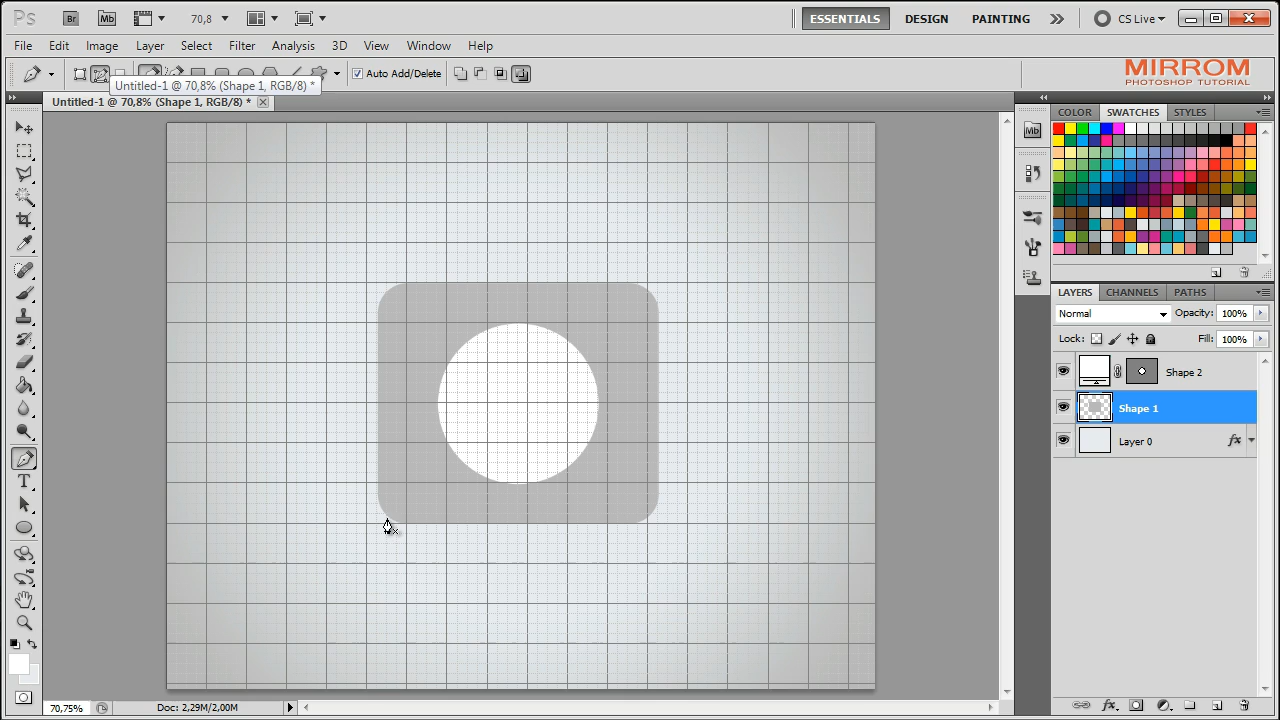 Ps Br Mb 70,8 ESSENTIALS DESIGN PAINTING CS Live
File Edit Image Layer Select Filter Analysis 3D View Window Help
Auto Add/Delete
MIRROM
PHOTOSHOP TUTORIAL
Untitled-1 @ 70,8% (Shape 1, RGB/8) *
Untitled-1 @ 70,8% (Shape 1, RGB/8) *
COLOR SWATCHES STYLES
Mb
LAYERS CHANNELS PATHS
Normal Opacity: 100%
Lock: Fill: 100%
Shape 2
Shape 1
Layer 0 fx
T
fx
70,75% Doc: 2,29M/2,00M